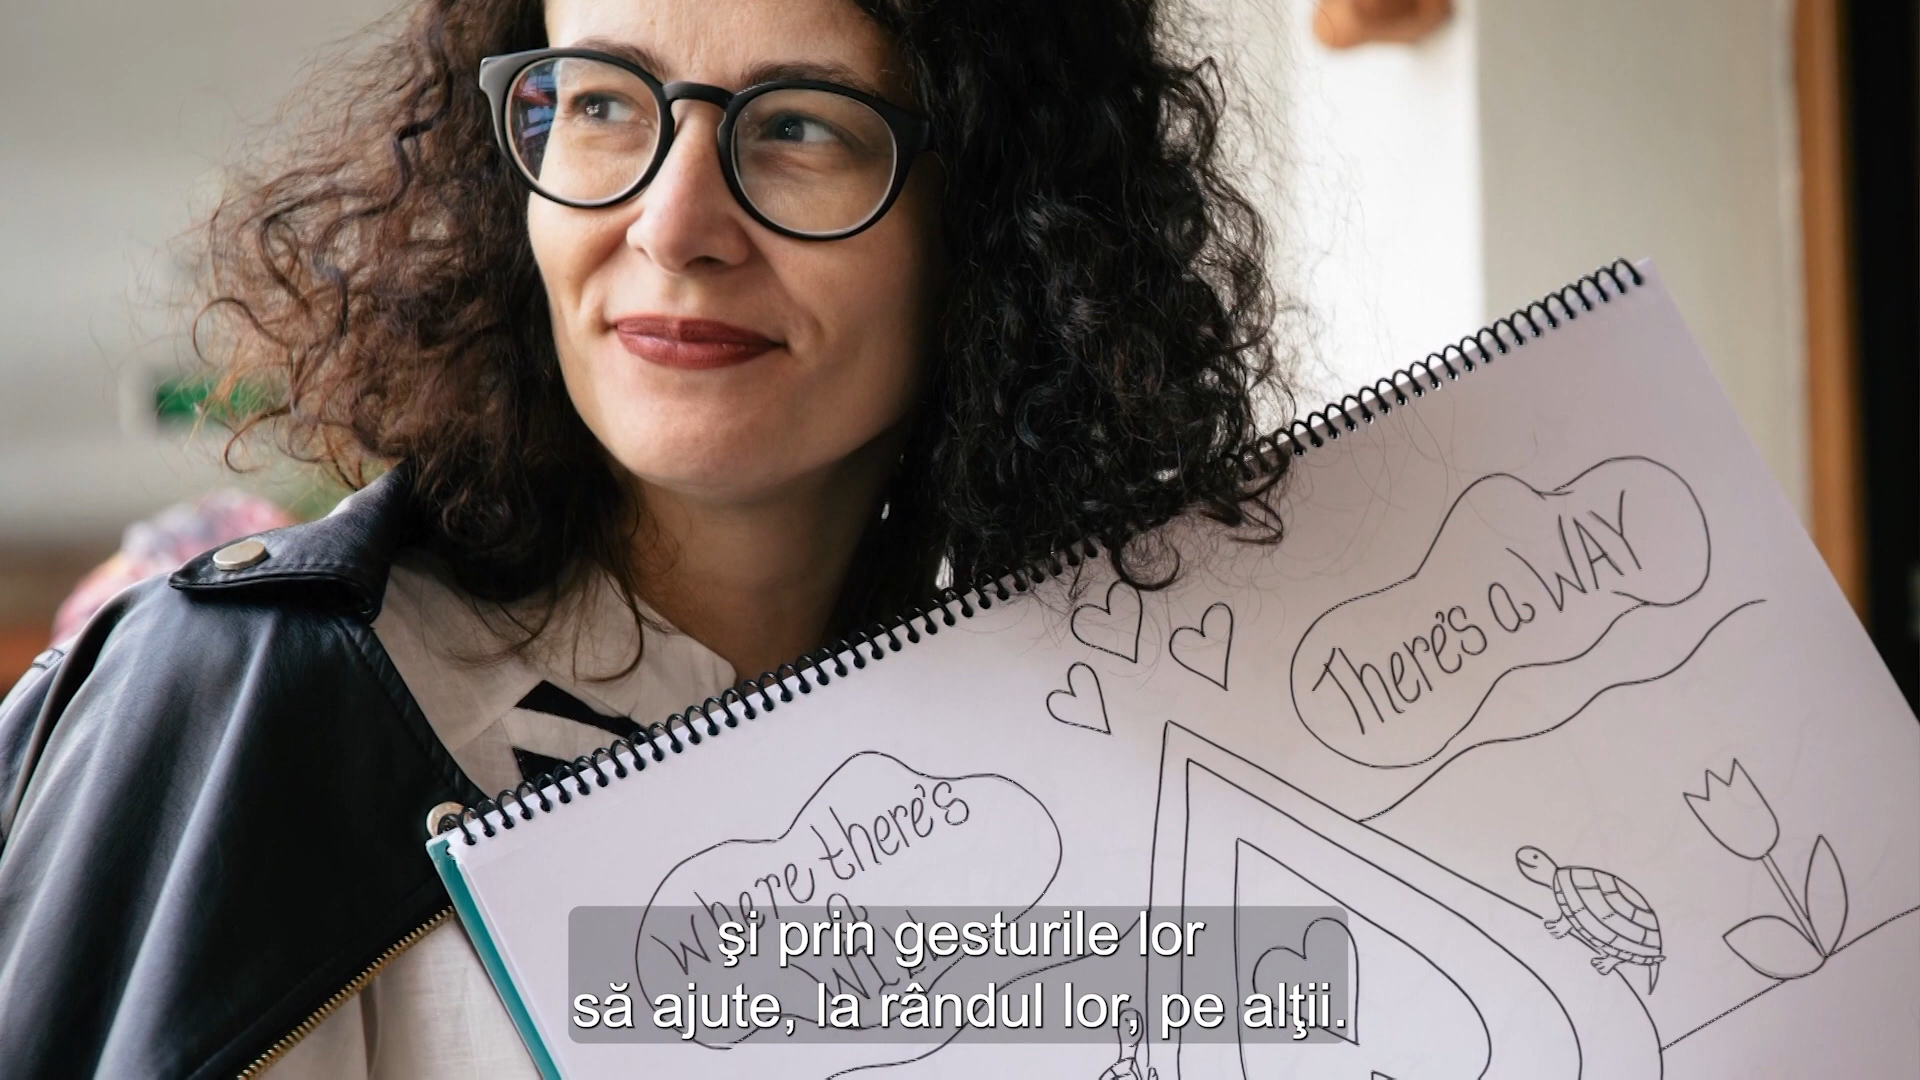 There's a WAY
Where there's
a
WILL
şi prin gesturile lor
să ajute, la rândul lor, pe alţii.